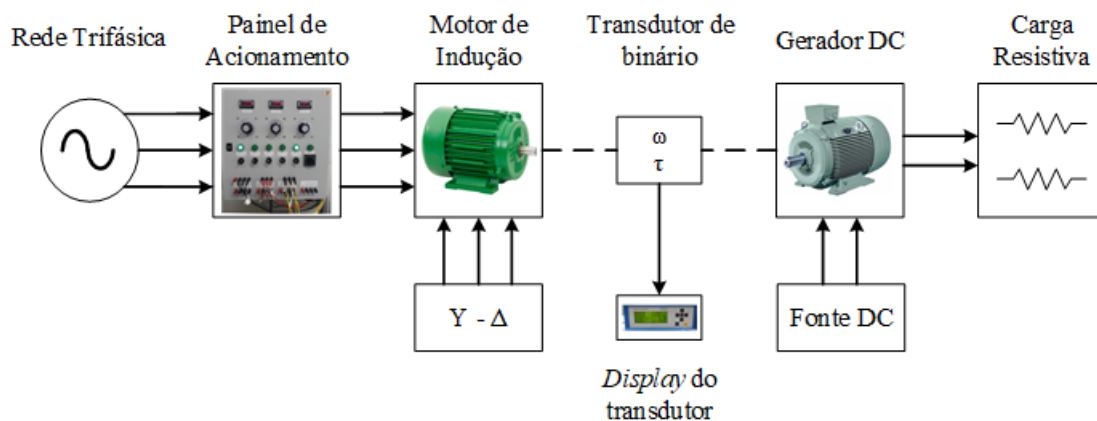 Rede Trifásica
Painel de
Acionamento
Motor de
Indução
Transdutor de
binário
Gerador DC
Carga
Resistiva
ω
τ
Y - Δ
Fonte DC
Display do
transdutor